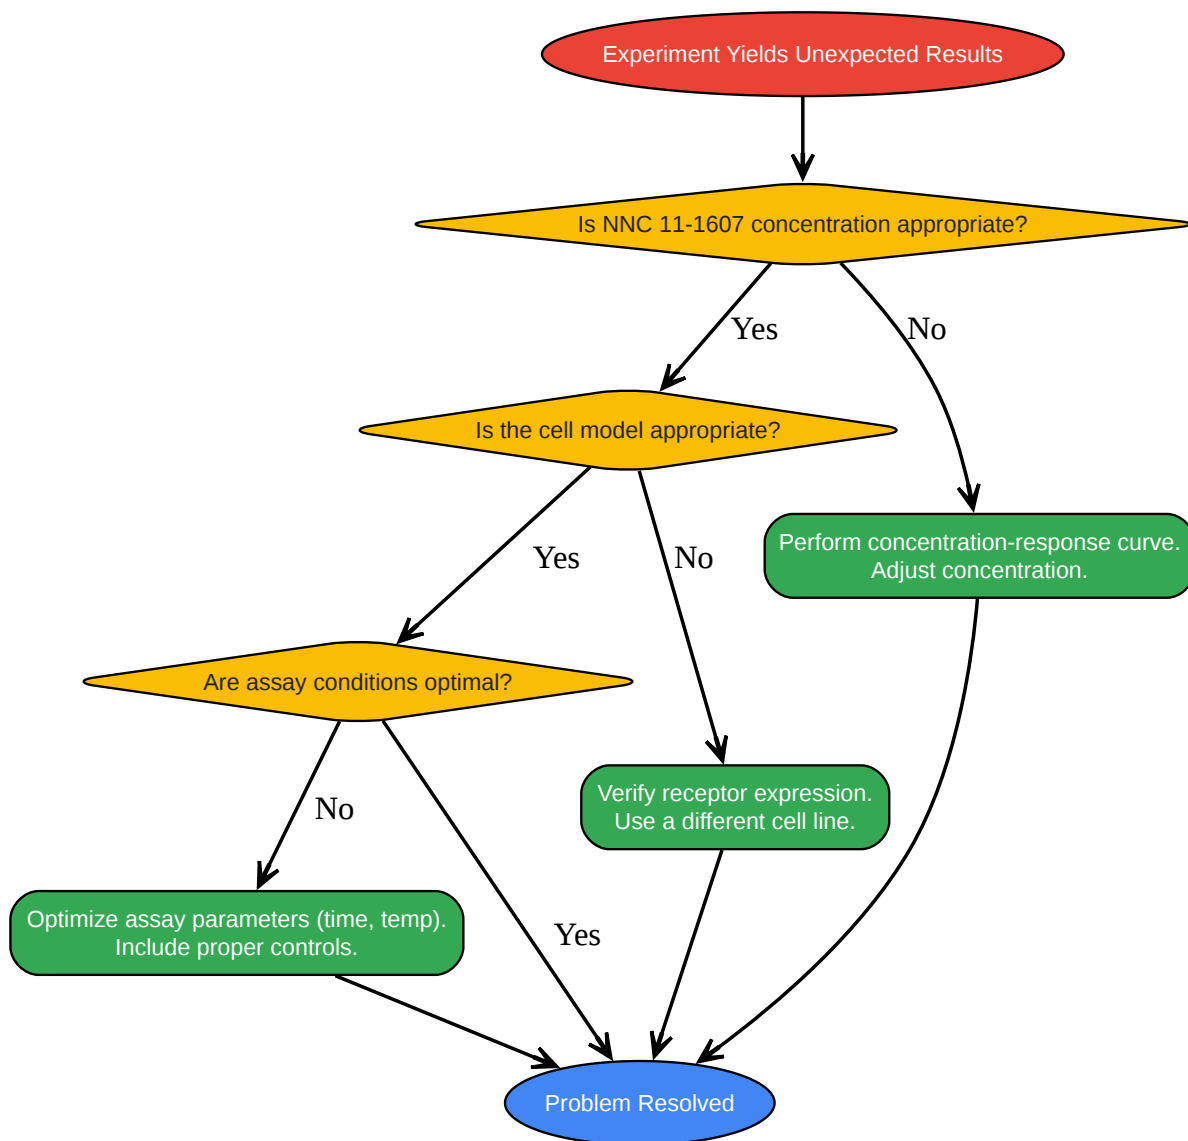 Experiment Yields Unexpected Results
Is NNC 11-1607 concentration appropriate?
Yes
No
Is the cell model appropriate?
Perform concentration-response curve.
Adjust concentration.
Yes
No
Are assay conditions optimal?
Verify receptor expression.
Use a different cell line.
No
Optimize assay parameters (time, temp).
Include proper controls.
Yes
Problem Resolved